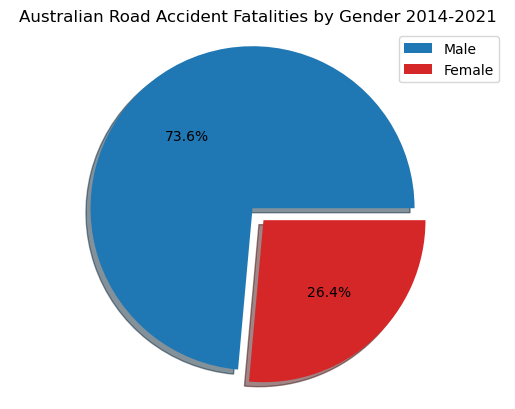 Australian Road Accident Fatalities by Gender 2014-2021
Male
Female
73.6%
26.4%